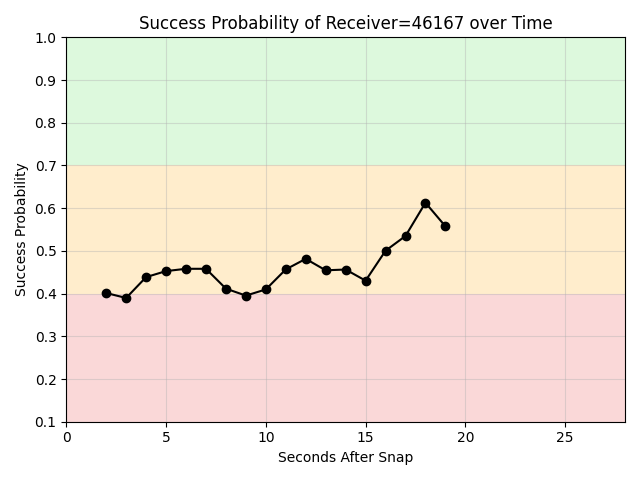 Success Probability of Receiver=46167 over Time
1.0
0.9
0.8
0.7
0.6
0.5
0.4
0.3
0.2
0.1
Success Probability
0 5 10 15 20 25
Seconds After Snap